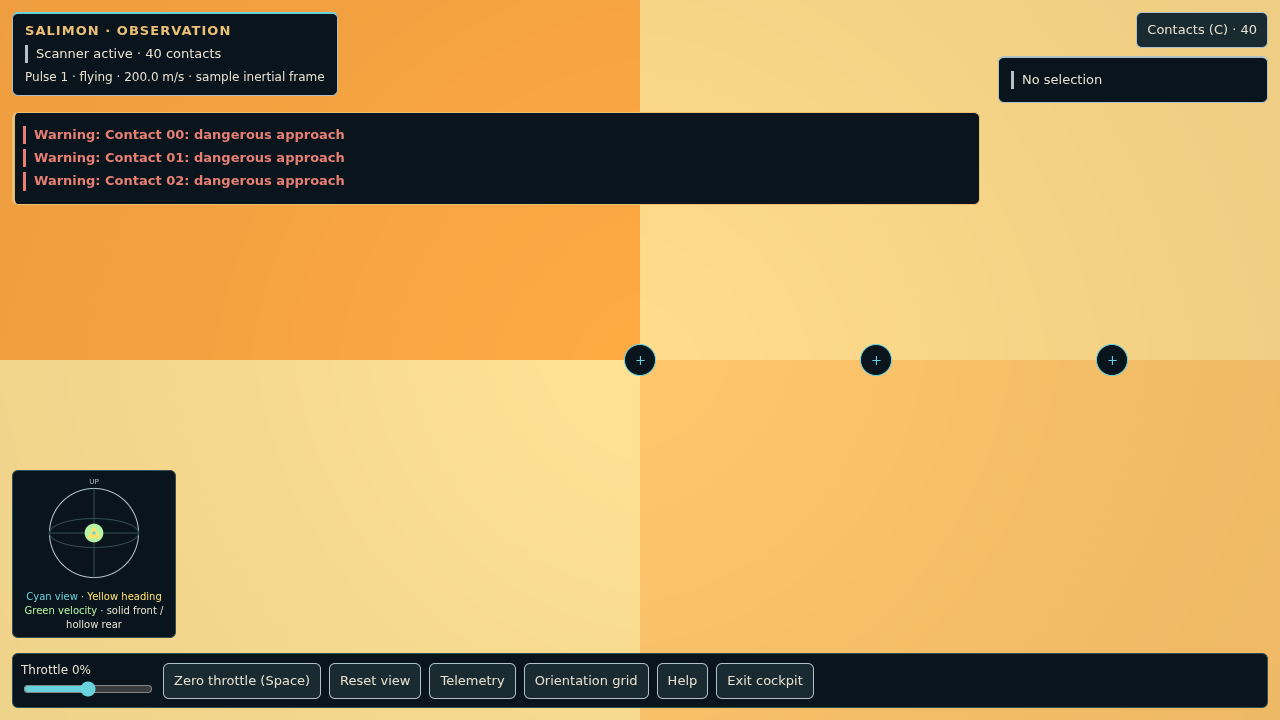 SALIMON · OBSERVATION
Scanner active · 40 contacts
Pulse 1 · flying · 200.0 m/s · sample inertial frame
Contacts (C) · 40
No selection
Warning: Contact 00: dangerous approach
Warning: Contact 01: dangerous approach
Warning: Contact 02: dangerous approach
+ + +
UP
Cyan view · Yellow heading
Green velocity · solid front /
hollow rear
Throttle 0%
Zero throttle (Space) Reset view Telemetry Orientation grid Help Exit cockpit